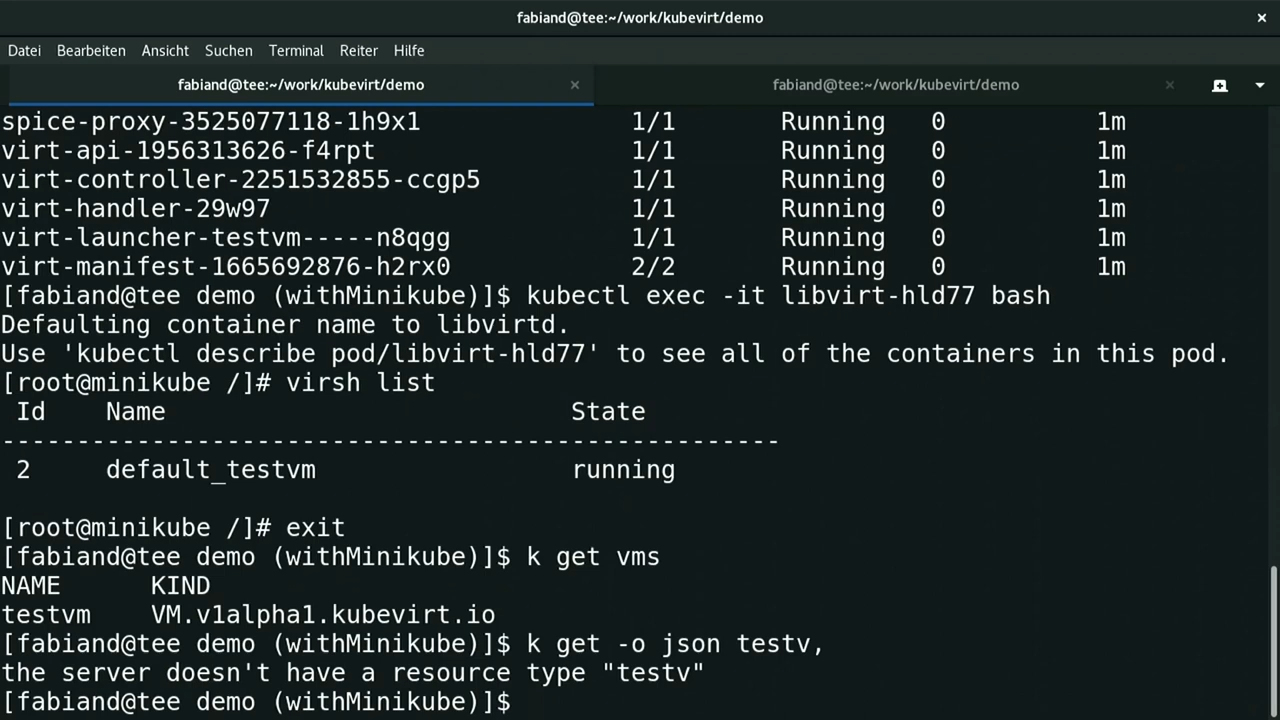 fabiand@tee:~/work/kubevirt/demo ×
Datei Bearbeiten Ansicht Suchen Terminal Reiter Hilfe
fabiand@tee:~/work/kubevirt/demo × fabiand@tee:~/work/kubevirt/demo ×
spice-proxy-3525077118-1h9x1 1/1 Running 0 1m
virt-api-1956313626-f4rpt 1/1 Running 0 1m
virt-controller-2251532855-ccgp5 1/1 Running 0 1m
virt-handler-29w97 1/1 Running 0 1m
virt-launcher-testvm-----n8qgg 1/1 Running 0 1m
virt-manifest-1665692876-h2rx0 2/2 Running 0 1m
[fabiand@tee demo (withMinikube)]$ kubectl exec -it libvirt-hld77 bash
Defaulting container name to libvirtd.
Use 'kubectl describe pod/libvirt-hld77' to see all of the containers in this pod.
[root@minikube /]# virsh list
Id Name State
----------------------------------------------------
2 default_testvm running
[root@minikube /]# exit
[fabiand@tee demo (withMinikube)]$ k get vms
NAME KIND
testvm VM.v1alpha1.kubevirt.io
[fabiand@tee demo (withMinikube)]$ k get -o json testv,
the server doesn't have a resource type "testv"
[fabiand@tee demo (withMinikube)]$